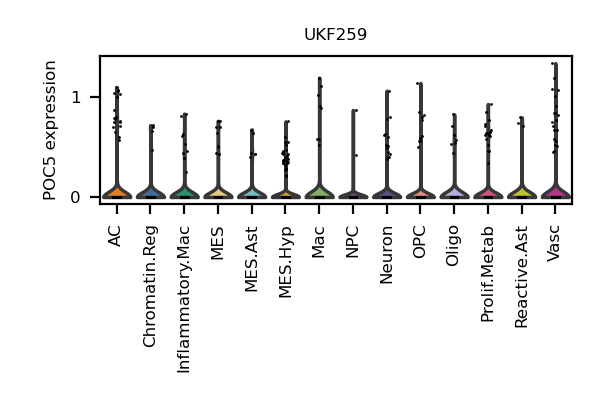 UKF259
POC5 expression
1
0
AC
Chromatin.Reg
Inflammatory.Mac
MES
MES.Ast
MES.Hyp
Mac
NPC
Neuron
OPC
Oligo
Prolif.Metab
Reactive.Ast
Vasc